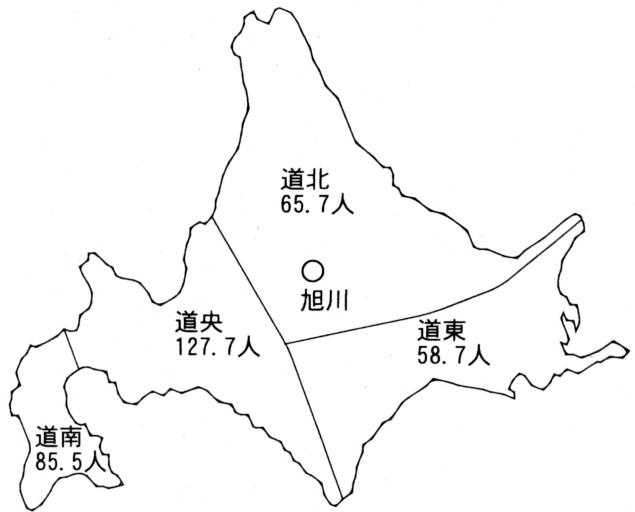 道北
65.7人
旭川
道央
127.7人
道東
58.7人
道南
85.5人